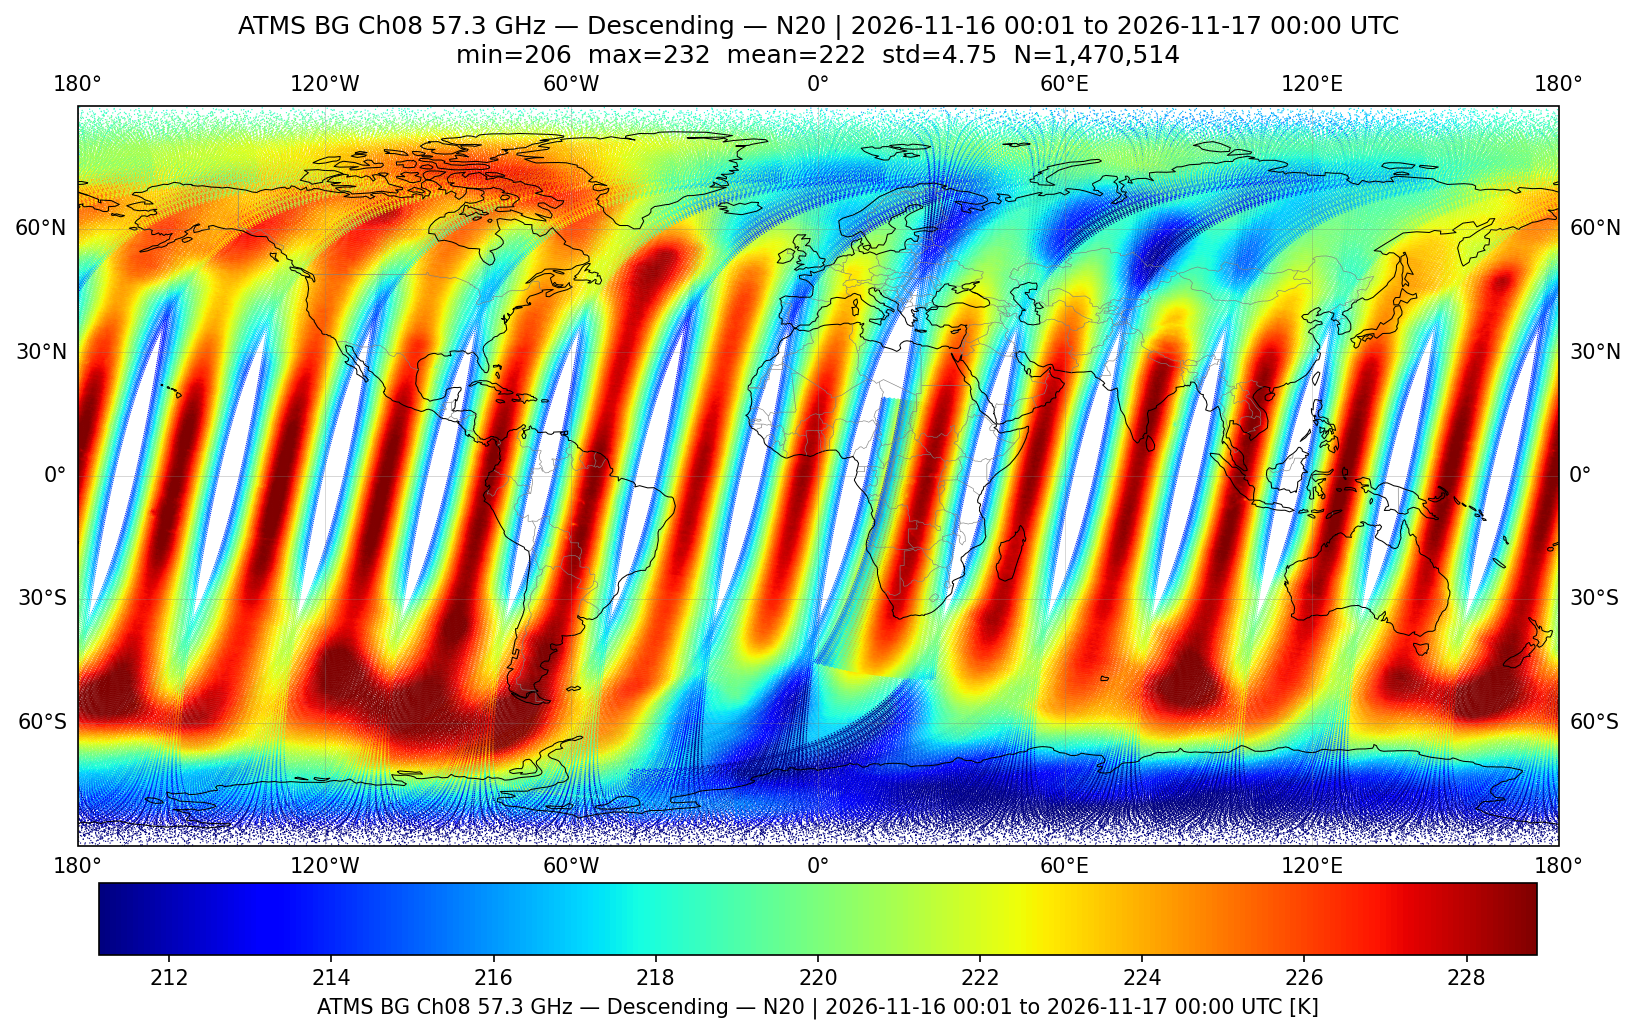 ATMS BG Ch08 57.3 GHz — Descending — N20 | 2026-11-16 00:01 to 2026-11-17 00:00 UTC
min=206 max=232 mean=222 std=4.75 N=1,470,514
180° 120°W 60°W 0° 60°E 120°E 180°
60°N 60°N
30°N 30°N
0° 0°
30°S 30°S
60°S 60°S
180° 120°W 60°W 0° 60°E 120°E 180°
212 214 216 218 220 222 224 226 228
ATMS BG Ch08 57.3 GHz — Descending — N20 | 2026-11-16 00:01 to 2026-11-17 00:00 UTC [K]